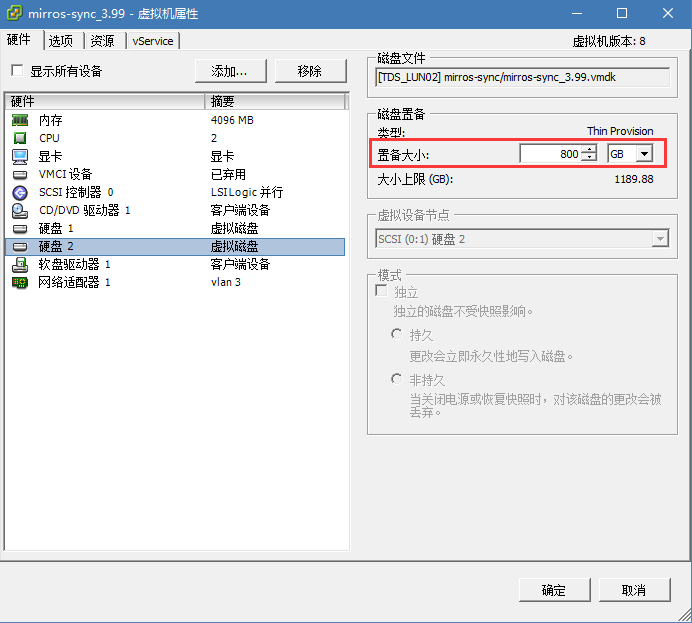 mirros-sync_3.99 - 虚拟机属性
硬件 选项 资源 vService
虚拟机版本: 8
显示所有设备 添加... 移除
硬件 摘要
内存 4096 MB
CPU 2
显卡 显卡
VMCI 设备 已弃用
SCSI 控制器 0 LSI Logic 并行
CD/DVD 驱动器 1 客户端设备
硬盘 1 虚拟磁盘
硬盘 2 虚拟磁盘
软盘驱动器 1 客户端设备
网络适配器 1 vlan 3
磁盘文件
[TDS_LUN02] mirros-sync/mirros-sync_3.99.vmdk
磁盘置备
类型: Thin Provision
置备大小: 800 GB
大小上限 (GB): 1189.88
虚拟设备节点
SCSI (0:1) 硬盘 2
模式
独立
独立的磁盘不受快照影响。
持久
更改会立即永久性地写入磁盘。
非持久
当关闭电源或恢复快照时，对该磁盘的更改会被
丢弃。
确定 取消